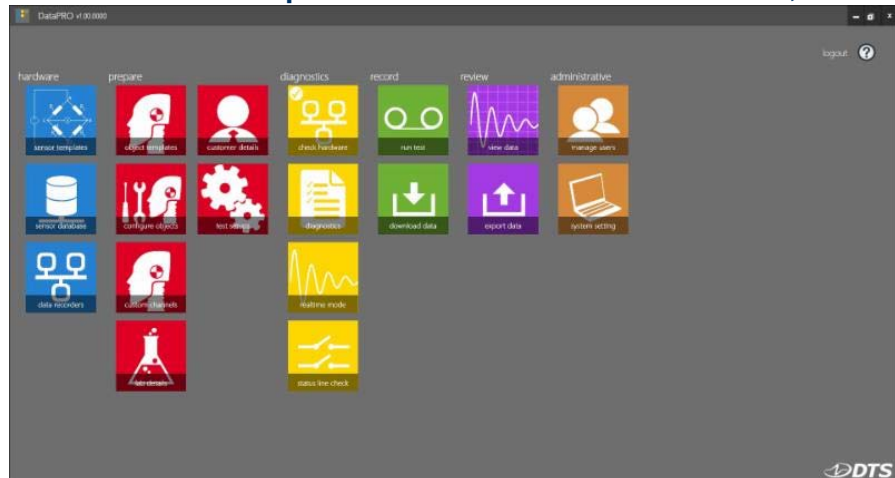 DataPRO v1.00.0000
logout ?
hardware prepare diagnostics record review administrative
sensor templates object templates customer details check hardware run test view data manage users
sensor database configure objects test setups diagnostics download data export data system setting
data recorders custom channels realtime mode
lab details status line check
DTS